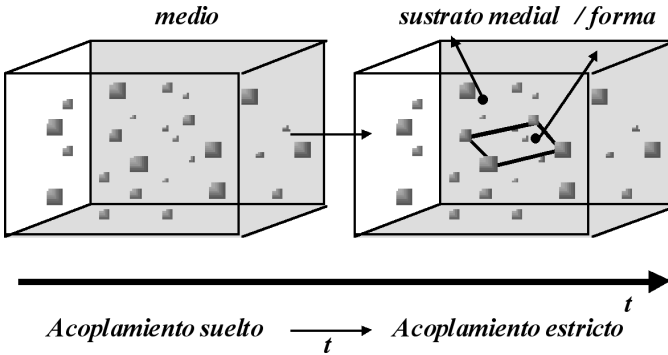 medio
sustrato medial / forma
t
Acoplamiento suelto
t
Acoplamiento estricto